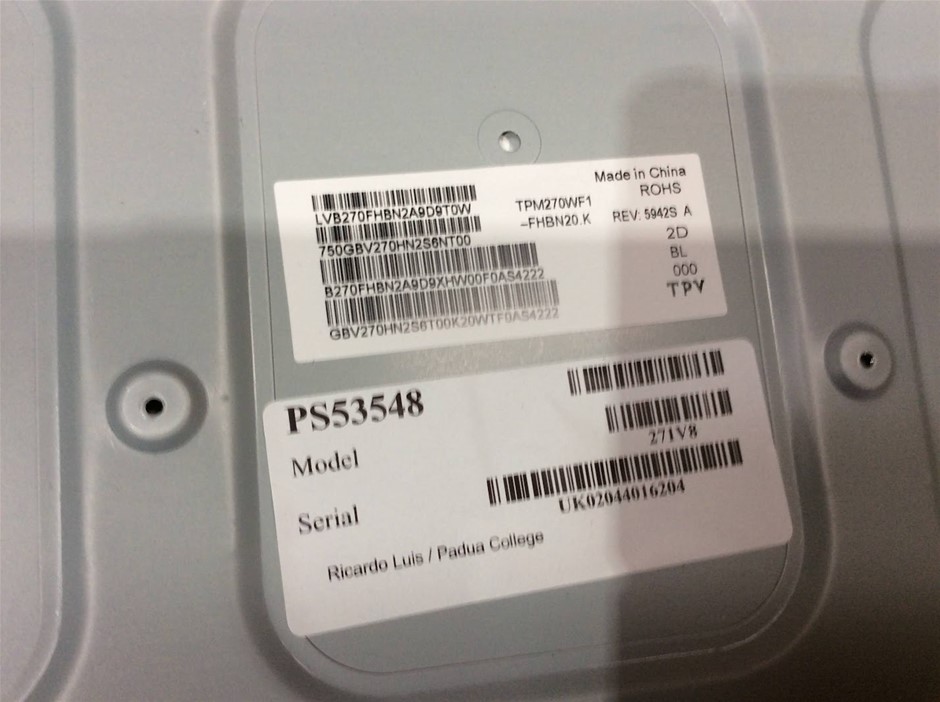 LVB270FHBN2A9D9T0W
750GBV270HN2S6NT00
B270FHBN2A9D9XHW00F0AS4222
GBV270HN2S6T00K20WTF0AS4222
TPM270WF1
-FHBN20.K
Made in China
ROHS
REV: 5942S A
2D
BL
000
TPV
PS53548
Model
271V8
Serial
UK02044016204
Ricardo Luis / Padua College